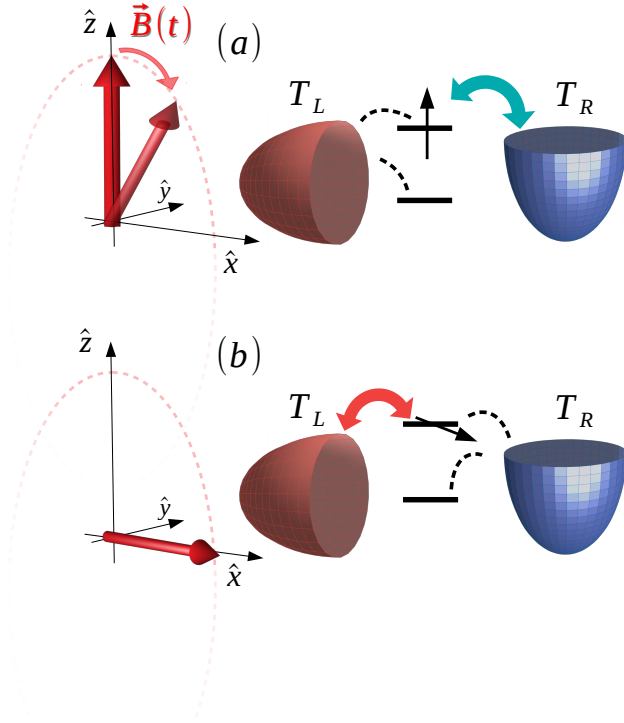 ẑ B⃗(t) (a)
T_L T_R
ŷ
x̂
(b)
ẑ
T_L T_R
ŷ
x̂